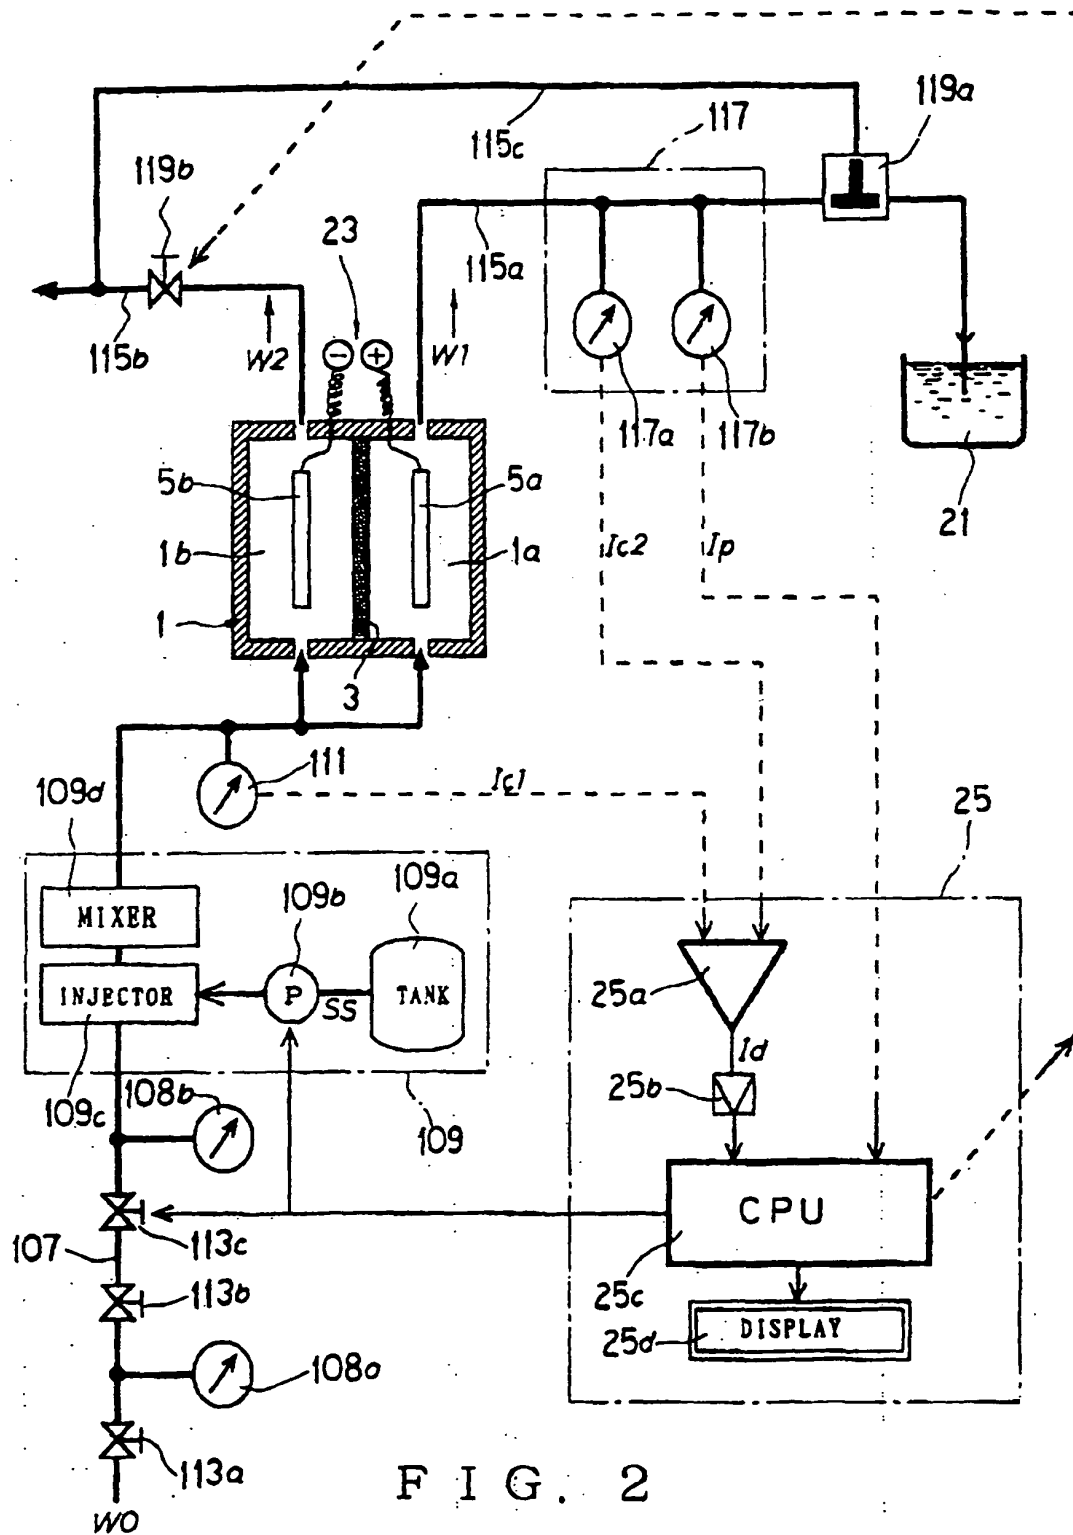 117
119a
115c
119b
23
115a
115b
W2
- +
W1
117a
117b
5b
5a
21
1b
1a
Ic2
Ip
1
3
111
Ic1
109d
25
109a
109b
MIXER
INJECTOR
P
SS
TANK
25a
Id
25b
109c
108b
109
CPU
107
113c
25c
113b
25d
DISPLAY
108a
113a
FIG. 2
W0